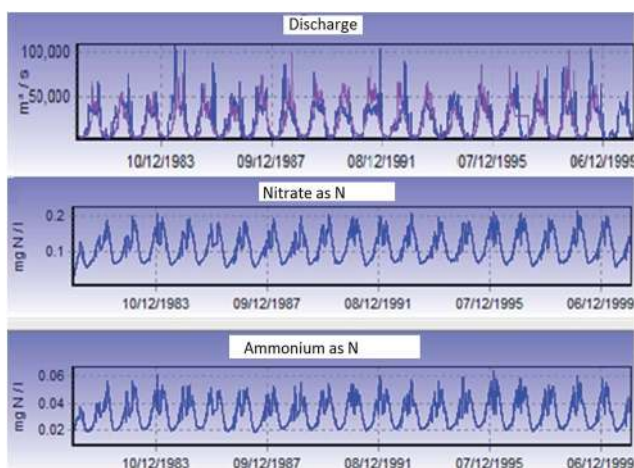 Discharge
100,000
50,000
m³ / s
10/12/1983 09/12/1987 08/12/1991 07/12/1995 06/12/1999
Nitrate as N
0.2
0.1
mg N / l
10/12/1983 09/12/1987 08/12/1991 07/12/1995 06/12/1999
Ammonium as N
0.06
0.04
0.02
mg N / l
10/12/1983 09/12/1987 08/12/1991 07/12/1995 06/12/1999